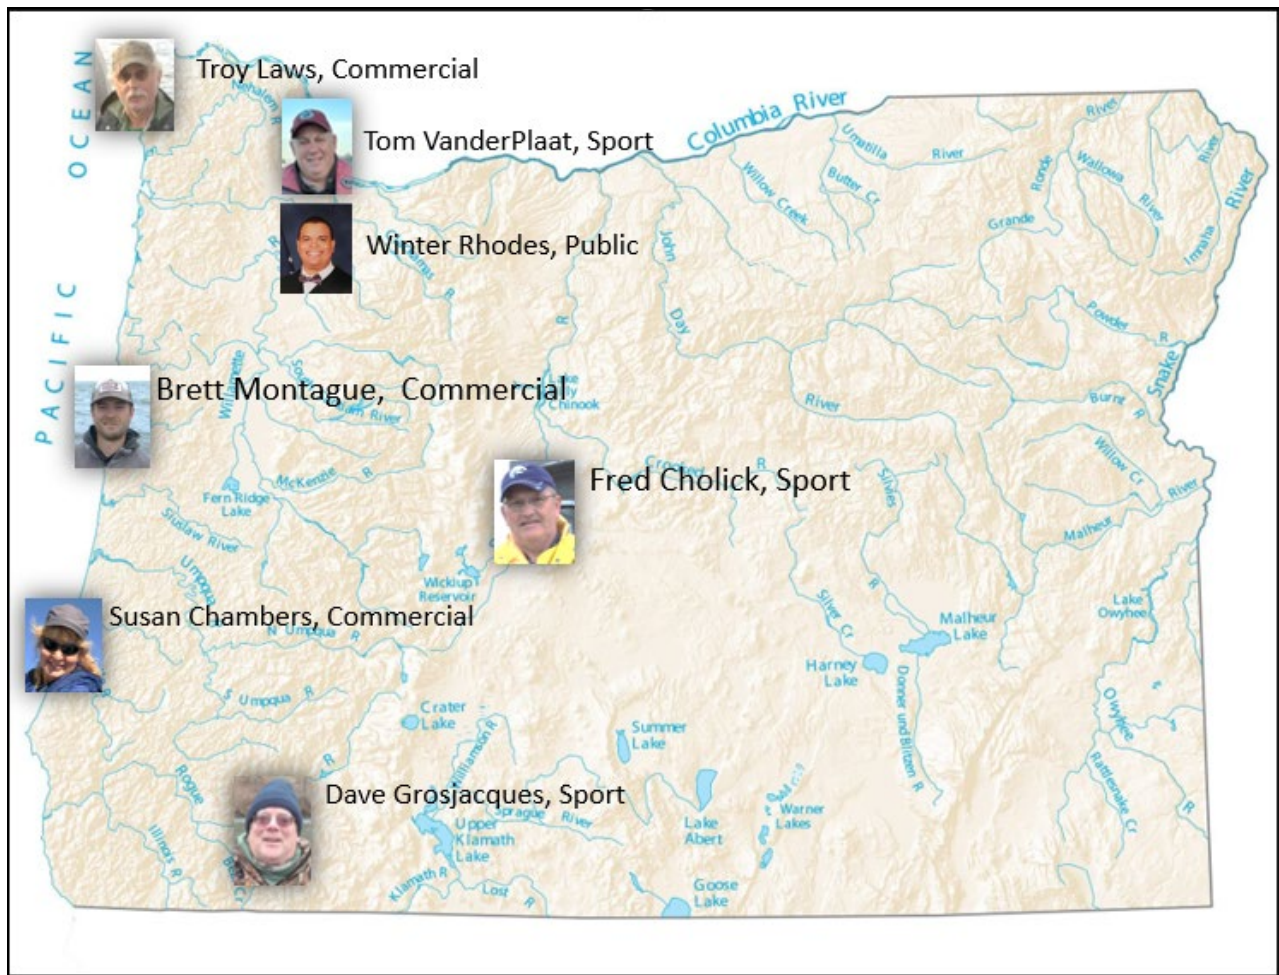 OCEAN
PACIFIC
Troy Laws, Commercial
Nehalem R
Tom VanderPlaat, Sport
Columbia River
Umatilla River
Willow Creek
Butter Cr
River
Wallowa River
Grande Ronde
River
Imnaha
River
Winter Rhodes, Public
R
R
R
John Day
River
Powder R
Snake
Burnt R
Brett Montague, Commercial
Willamette
River
Chinook
Fred Cholick, Sport
Crooked R
Silvies
R
Willow Cr
Malheur River
McKenzie R
Fern Ridge
Lake
Siuslaw River
Umpqua
Wickiup
Reservoir
Susan Chambers, Commercial
N Umpqua R
S Umpqua R
R
Silver Cr
Malheur
Lake
Harney
Lake
Donner und Blitzen R
Lake
Owyhee
Owyhee
R
Rattlesnake Cr
Crater
Lake
Williamson R
Summer
Lake
Rogue
R
Dave Grosjacques, Sport
Sprague River
Upper
Klamath
Lake
Lake
Abert
Warner
Lakes
Illinois R
Klamath R
Lost R
Goose
Lake